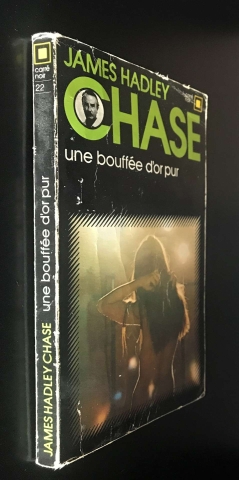 carré
noir
22
JAMES HADLEY CHASE une bouffée d'or pur
JAMES HADLEY
CHASE
une bouffée d'or pur